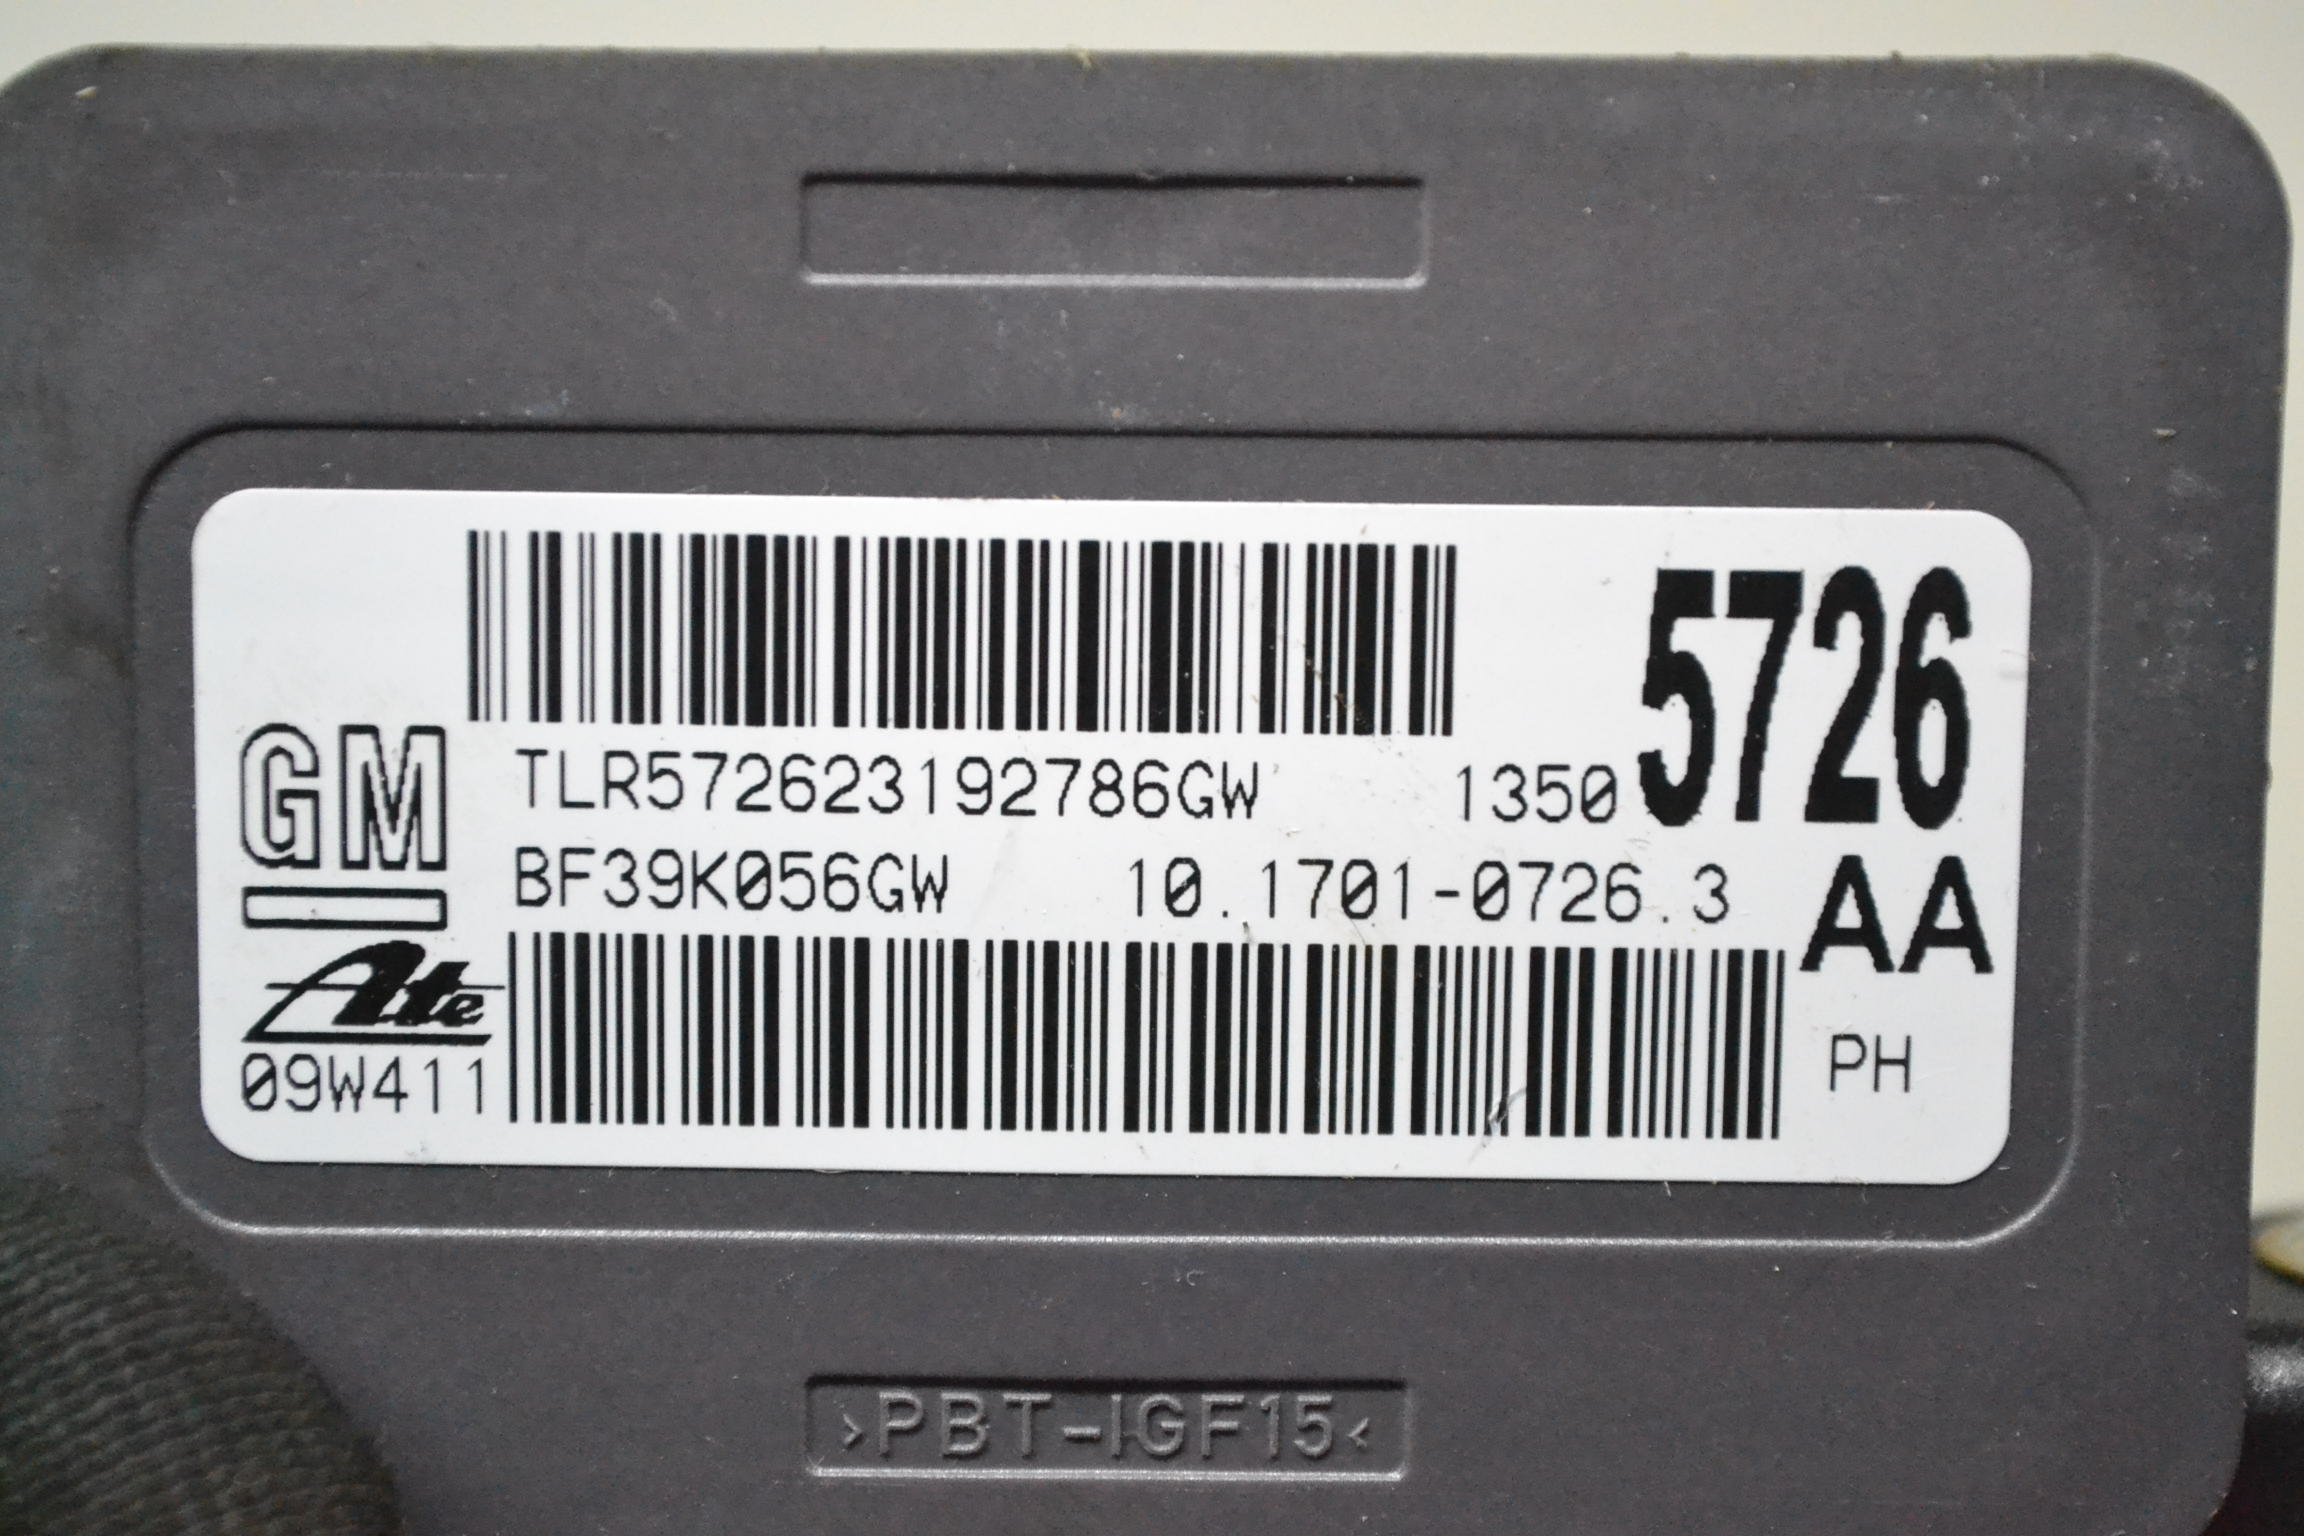 TLR572623192786GW 1350 5726
GM
BF39K056GW 10.1701-0726.3 AA
Ate
09W411 PH
>PBT-IGF15<